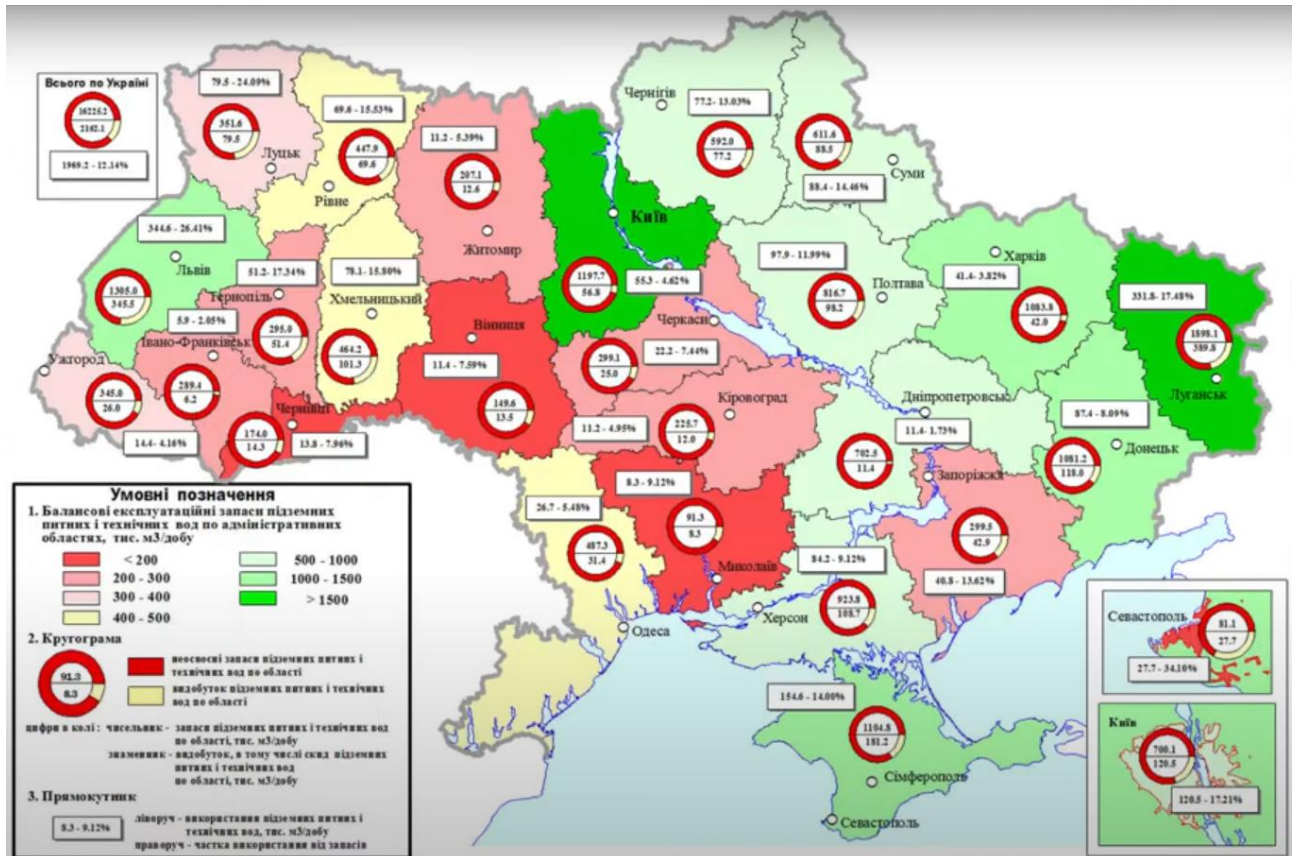 Всього по Україні
16225.2
2162.1
1969.2 - 12.14%
79.5 - 24.09%
351.6
79.5
Луцьк
69.6 - 15.53%
447.9
69.6
Рівне
11.2 - 5.39%
207.1
12.6
Житомир
Київ
1197.7
56.8
55.3 - 4.62%
Чернігів
77.2- 13.03%
592.0
77.2
611.6
88.5
Суми
88.4 - 14.46%
344.6 - 26.41%
Львів
1305.0
345.5
51.2- 17.34%
Тернопіль
295.0
51.4
78.1 - 15.80%
Хмельницький
464.2
101.3
Вінниця
11.4 - 7.59%
149.6
13.5
Черкаси
22.2 - 7.44%
299.1
25.0
97.9 - 11.99%
Полтава
816.7
98.2
Харків
41.4- 3.82%
1083.8
42.0
331.8- 17.48%
1898.1
389.8
Луганськ
5.9 - 2.05%
Івано-Франківськ
289.4
6.2
Ужгород
345.0
26.0
14.4- 4.16%
Чернівці
174.0
14.3
13.8 - 7.96%
Кіровоград
225.7
12.0
11.2 - 4.95%
Дніпропетровськ
11.4- 1.73%
702.5
11.4
87.4 - 8.09%
Донецьк
1081.2
118.0
Запоріжжя
299.5
42.9
40.8 - 13.62%
8.3 - 9.12%
91.3
8.3
Миколаїв
26.7 - 5.48%
487.3
31.4
Одеса
84.2 - 9.12%
923.8
108.7
Херсон
154.6 - 14.00%
1104.8
181.2
Сімферополь
Севастополь
Умовні позначення
1. Балансові експлуатаційні запаси підземних
питних і технічних вод по адміністративних
областях, тис. м3/добу
< 200
200 - 300
300 - 400
400 - 500
500 - 1000
1000 - 1500
> 1500
2. Кругограма
91.3
8.3
неосвоєні запаси підземних питних і
технічних вод по області
видобуток підземних питних і технічних
вод по області
цифри в колі : чисельник - запаси підземних питних і технічних вод
по області, тис. м3/добу
знаменник - видобуток, в тому числі скид підземних
питних і технічних вод
по області, тис. м3/добу
3. Прямокутник
8.3 - 9.12%
ліворуч - використання підземних питних і
технічних вод, тис. м3/добу
праворуч - частка використання від запасів
Севастополь
81.1
27.7
27.7 - 34.10%
Київ
700.1
120.5
120.5 - 17.21%